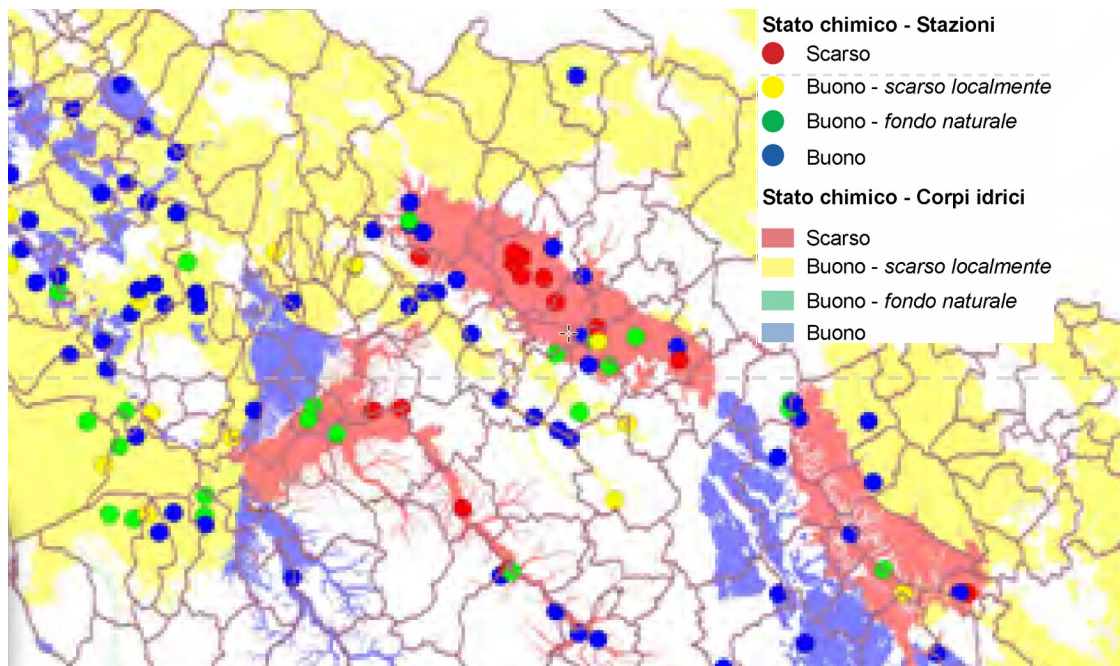 Stato chimico - Stazioni
Scarso
Buono - scarso localmente
Buono - fondo naturale
Buono
Stato chimico - Corpi idrici
Scarso
Buono - scarso localmente
Buono - fondo naturale
Buono